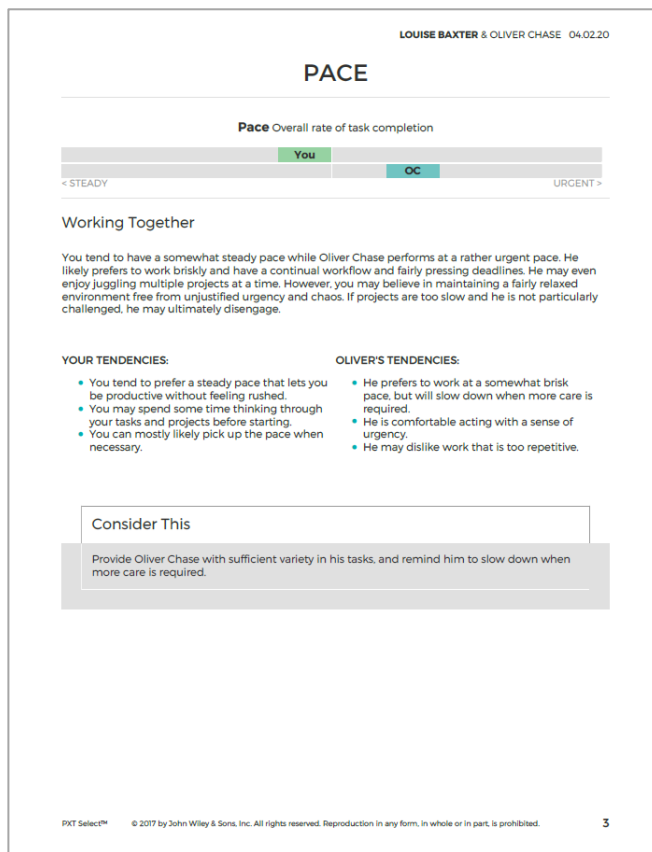 LOUISE BAXTER & OLIVER CHASE 04.02.20
PACE
Pace Overall rate of task completion
You
OC
< STEADY URGENT >
Working Together
You tend to have a somewhat steady pace while Oliver Chase performs at a rather urgent pace. He
likely prefers to work briskly and have a continual workflow and fairly pressing deadlines. He may even
enjoy juggling multiple projects at a time. However, you may believe in maintaining a fairly relaxed
environment free from unjustified urgency and chaos. If projects are too slow and he is not particularly
challenged, he may ultimately disengage.
YOUR TENDENCIES:
• You tend to prefer a steady pace that lets you
be productive without feeling rushed.
• You may spend some time thinking through
your tasks and projects before starting.
• You can mostly likely pick up the pace when
necessary.
OLIVER'S TENDENCIES:
• He prefers to work at a somewhat brisk
pace, but will slow down when more care is
required.
• He is comfortable acting with a sense of
urgency.
• He may dislike work that is too repetitive.
Consider This
Provide Oliver Chase with sufficient variety in his tasks, and remind him to slow down when
more care is required.
PXT Select™ © 2017 by John Wiley & Sons, Inc. All rights reserved. Reproduction in any form, in whole or in part, is prohibited. 3